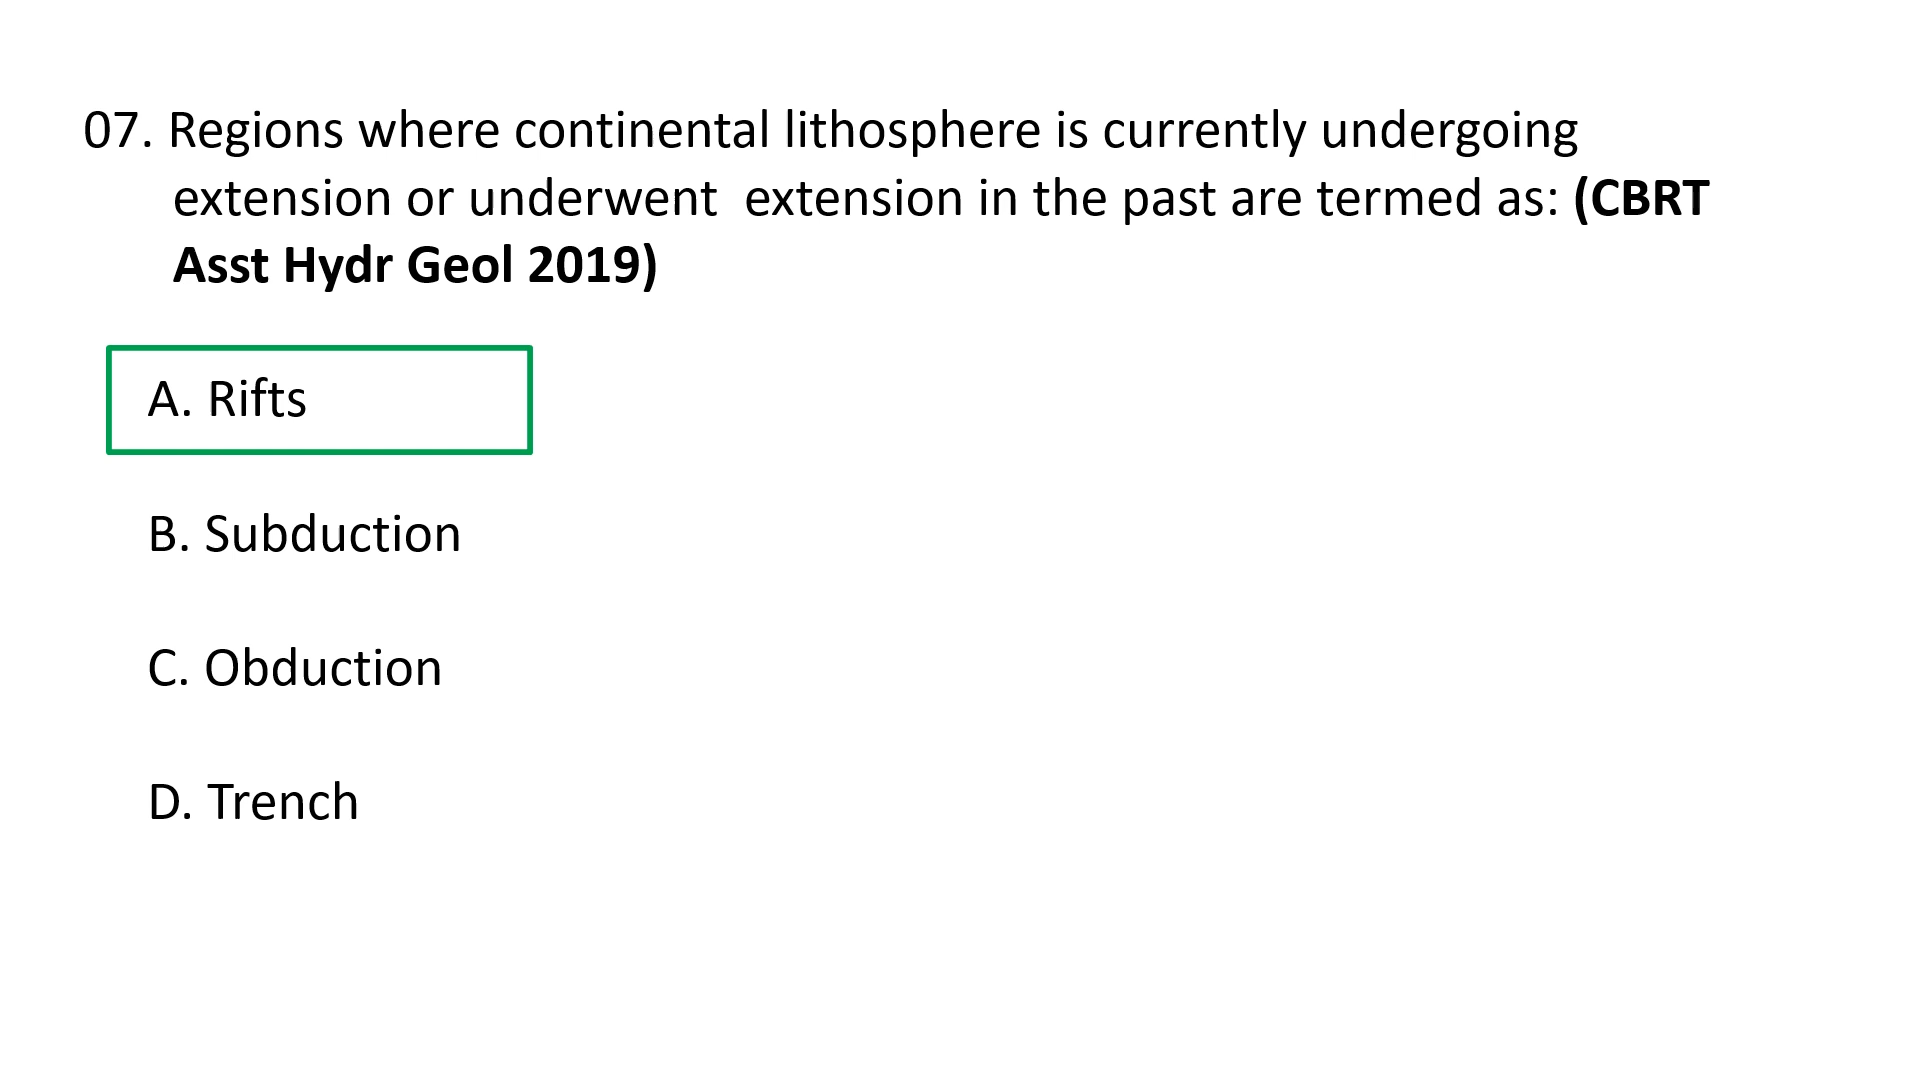 07. Regions where continental lithosphere is currently undergoing
extension or underwent  extension in the past are termed as: (CBRT
Asst Hydr Geol 2019)
A. Rifts
B. Subduction
C. Obduction
D. Trench